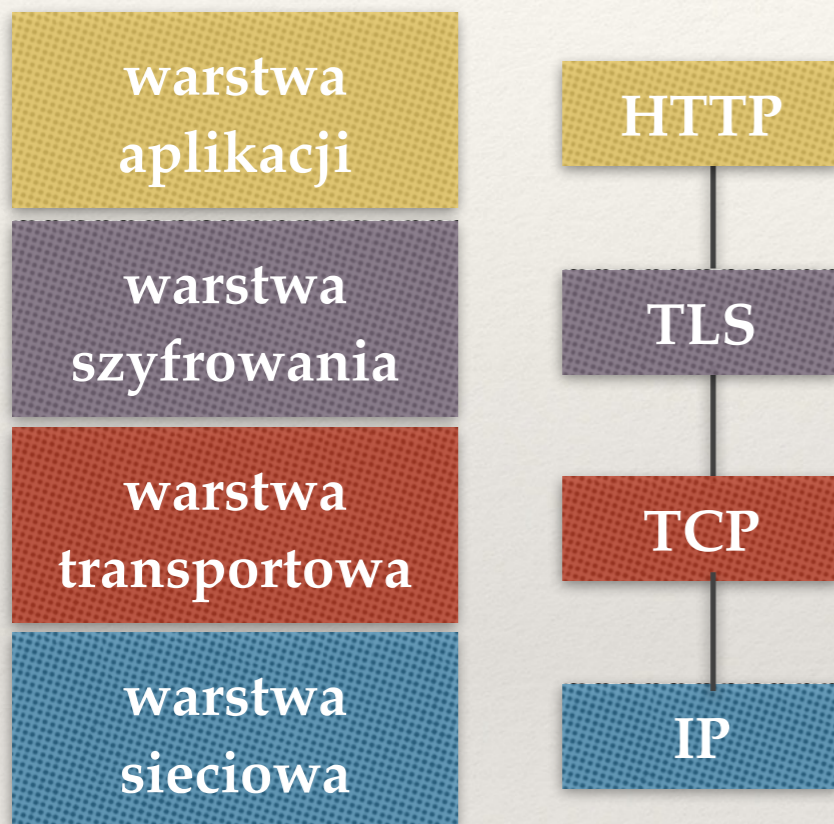 warstwa
aplikacji
HTTP
warstwa
szyfrowania
TLS
warstwa
transportowa
TCP
warstwa
sieciowa
IP